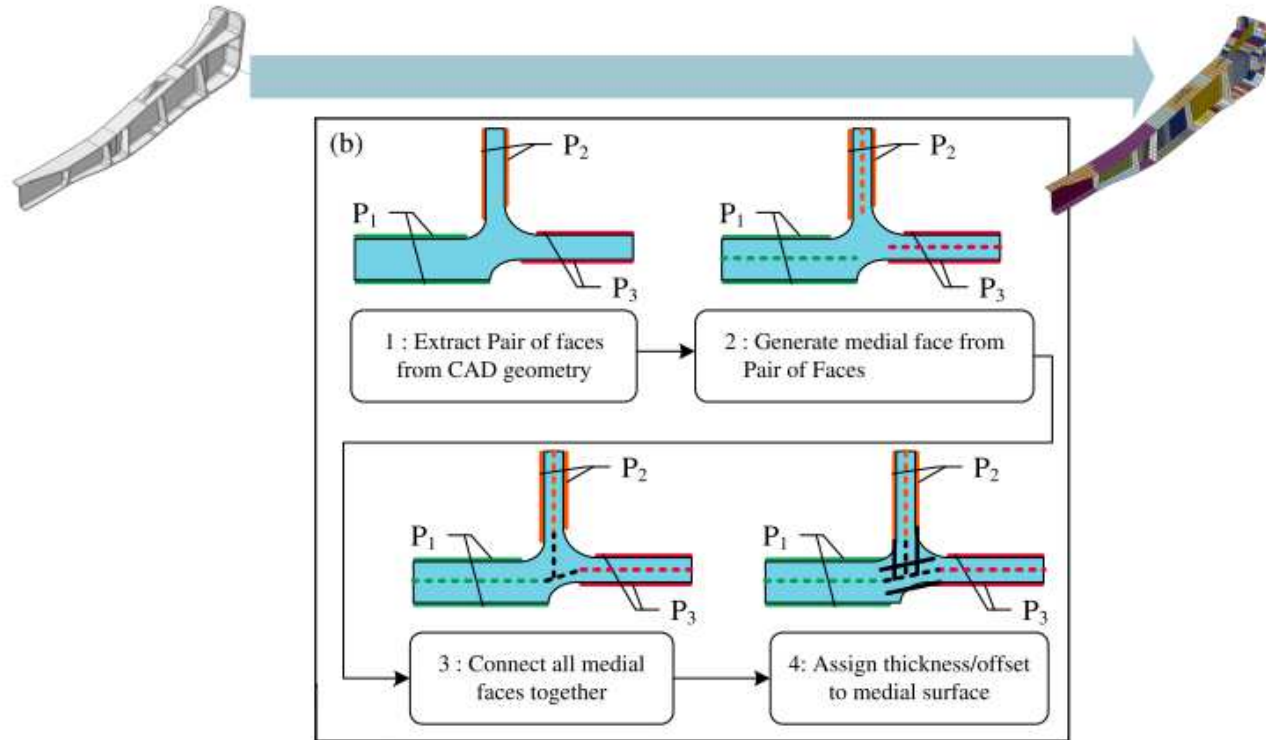 (b)
P2
P1
P3
P2
P1
P3
1 : Extract Pair of faces
from CAD geometry
2 : Generate medial face from
Pair of Faces
P2
P1
P3
P2
P1
P3
3 : Connect all medial
faces together
4: Assign thickness/offset
to medial surface